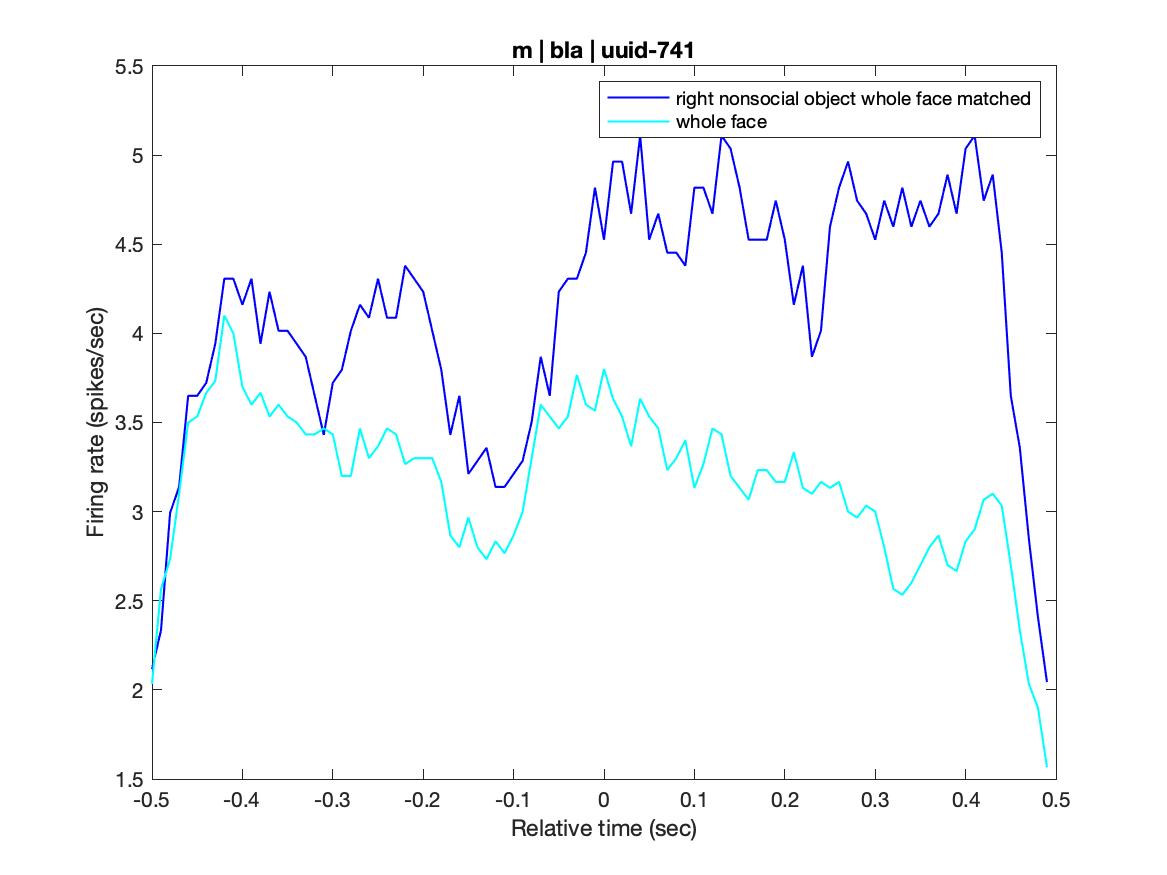 m | bla | uuid-741
right nonsocial object whole face matched
whole face
5.5
5
4.5
4
3.5
3
2.5
2
1.5
Firing rate (spikes/sec)
-0.5 -0.4 -0.3 -0.2 -0.1 0 0.1 0.2 0.3 0.4 0.5
Relative time (sec)